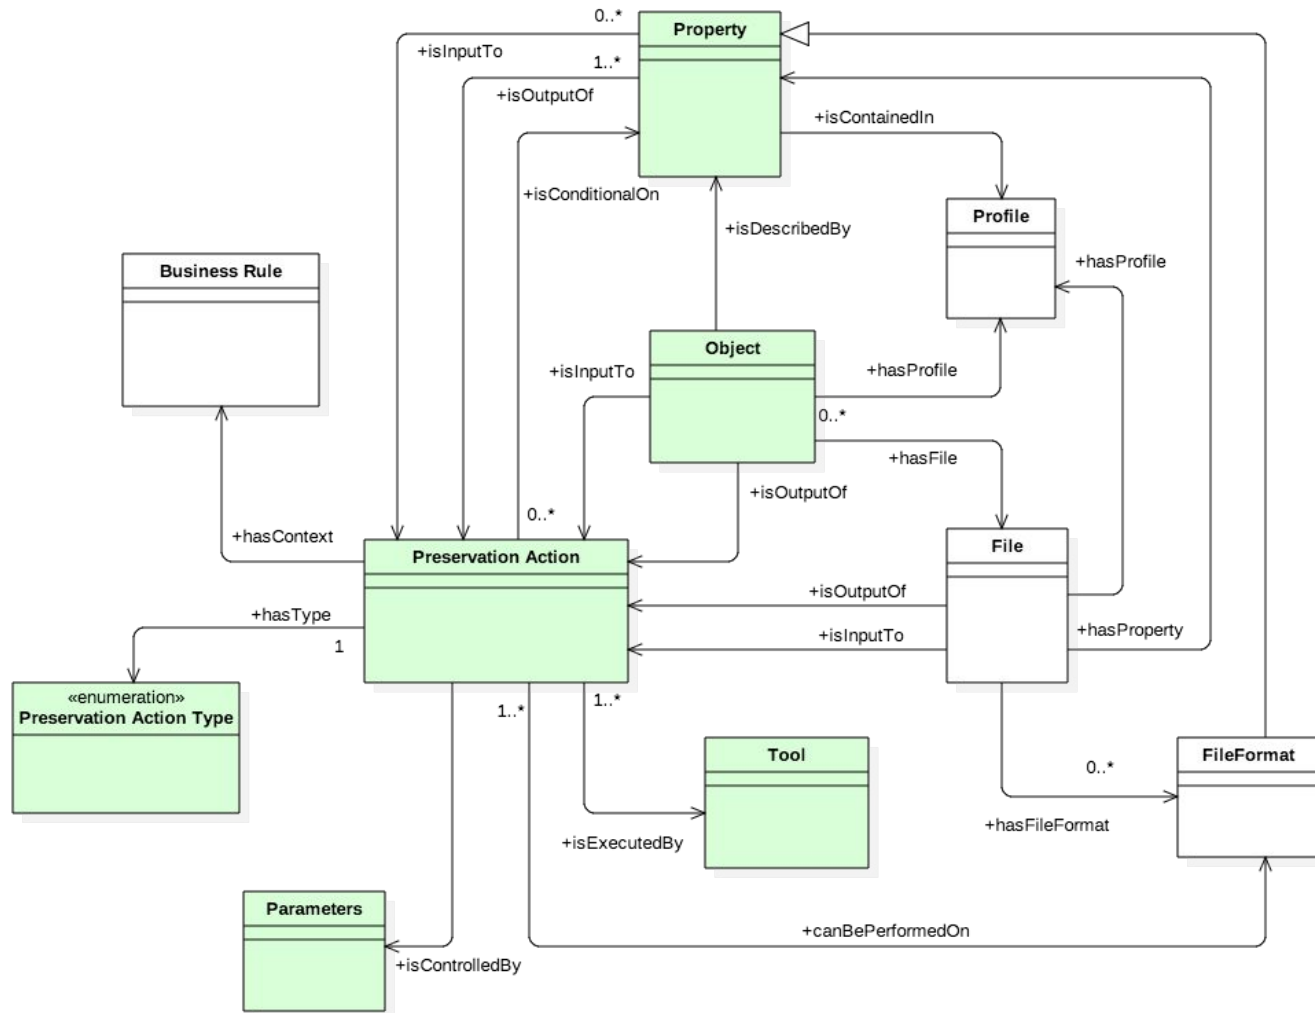 0..*
Property
+isInputTo
1..*
+isOutputOf
+isContainedIn
+isConditionalOn
Profile
+isDescribedBy
+hasProfile
Business Rule
Object
+isInputTo
+hasProfile
0..*
+hasFile
+isOutputOf
0..*
+hasContext
Preservation Action
File
+isOutputOf
+hasType
+isInputTo
+hasProperty
1
«enumeration»
Preservation Action Type
1..*
1..*
Tool
FileFormat
0..*
+hasFileFormat
+isExecutedBy
Parameters
+canBePerformedOn
+isControlledBy